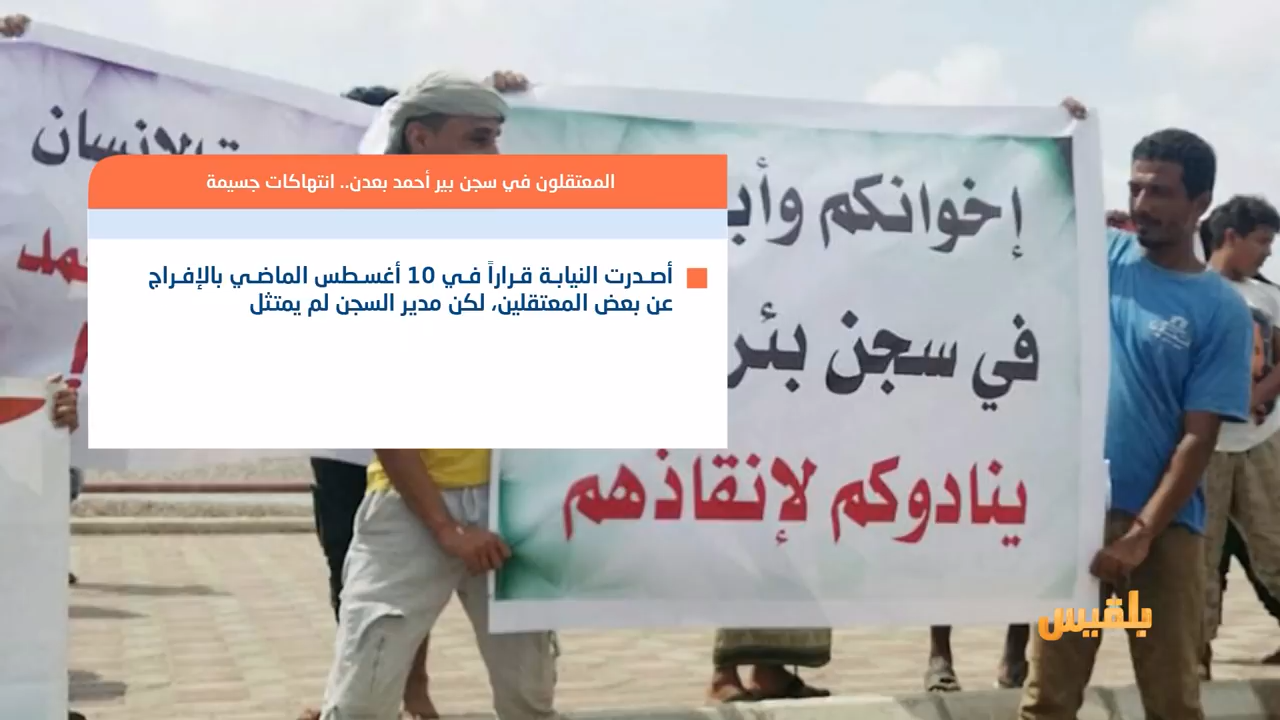 المعتقلون في سجن بير أحمد بعدن.. انتهاكات جسيمة
أصدرت النيابة قراراً في 10 أغسطس الماضي بالإفراج
عن بعض المعتقلين، لكن مدير السجن لم يمتثل
إخوانكم
في سجن بئر
ينادوكم لإنقاذهم
بلقيس